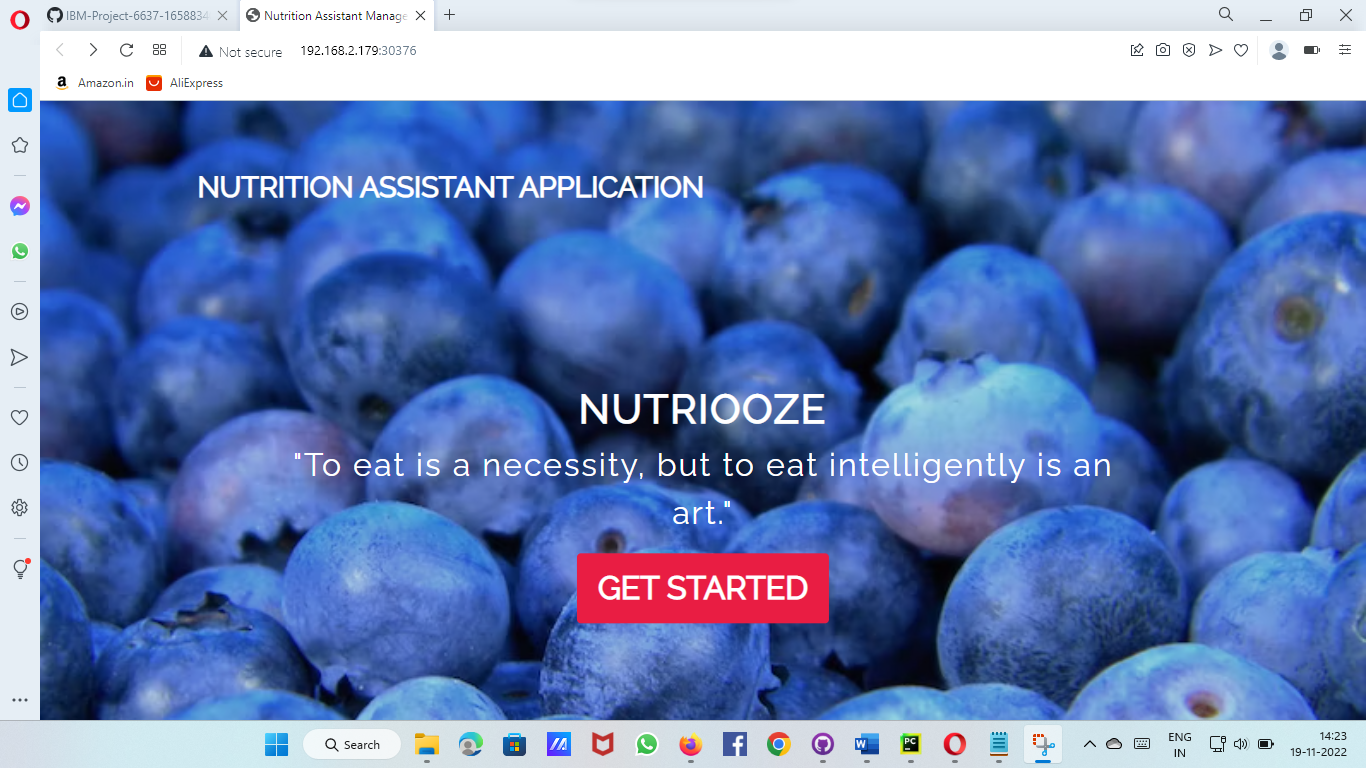 IBM-Project-6637-1658834
Nutrition Assistant Manage
Not secure
192.168.2.179:30376
Amazon.in
AliExpress
NUTRITION ASSISTANT APPLICATION
NUTRIOOZE
"To eat is a necessity, but to eat intelligently is an
art."
GET STARTED
Search
PC
ENG
IN
14:23
19-11-2022